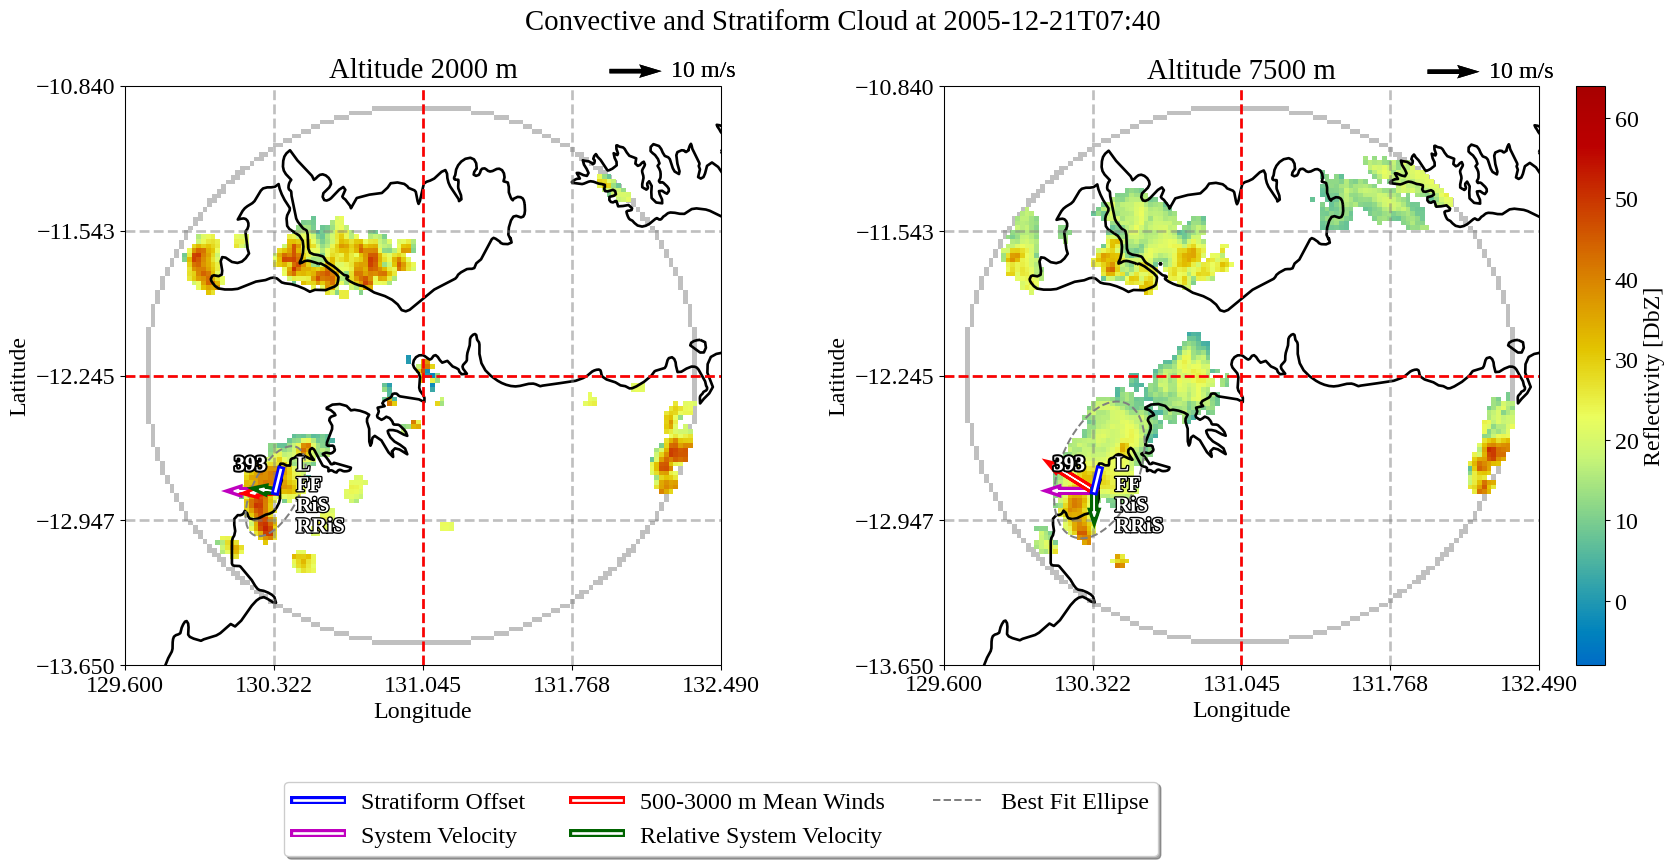 Convective and Stratiform Cloud at 2005-12-21T07:40
Altitude 2000 m
10 m/s
−10.840
−11.543
−12.245
−12.947
−13.650
Latitude
129.600
130.322
131.045
131.768
132.490
Longitude
393
L
FF
RiS
RRiS
Altitude 7500 m
10 m/s
−10.840
−11.543
−12.245
−12.947
−13.650
Latitude
129.600
130.322
131.045
131.768
132.490
Longitude
393
L
FF
RiS
RRiS
60
50
40
30
20
10
0
Reflectivity [DbZ]
Stratiform Offset
System Velocity
500-3000 m Mean Winds
Relative System Velocity
Best Fit Ellipse